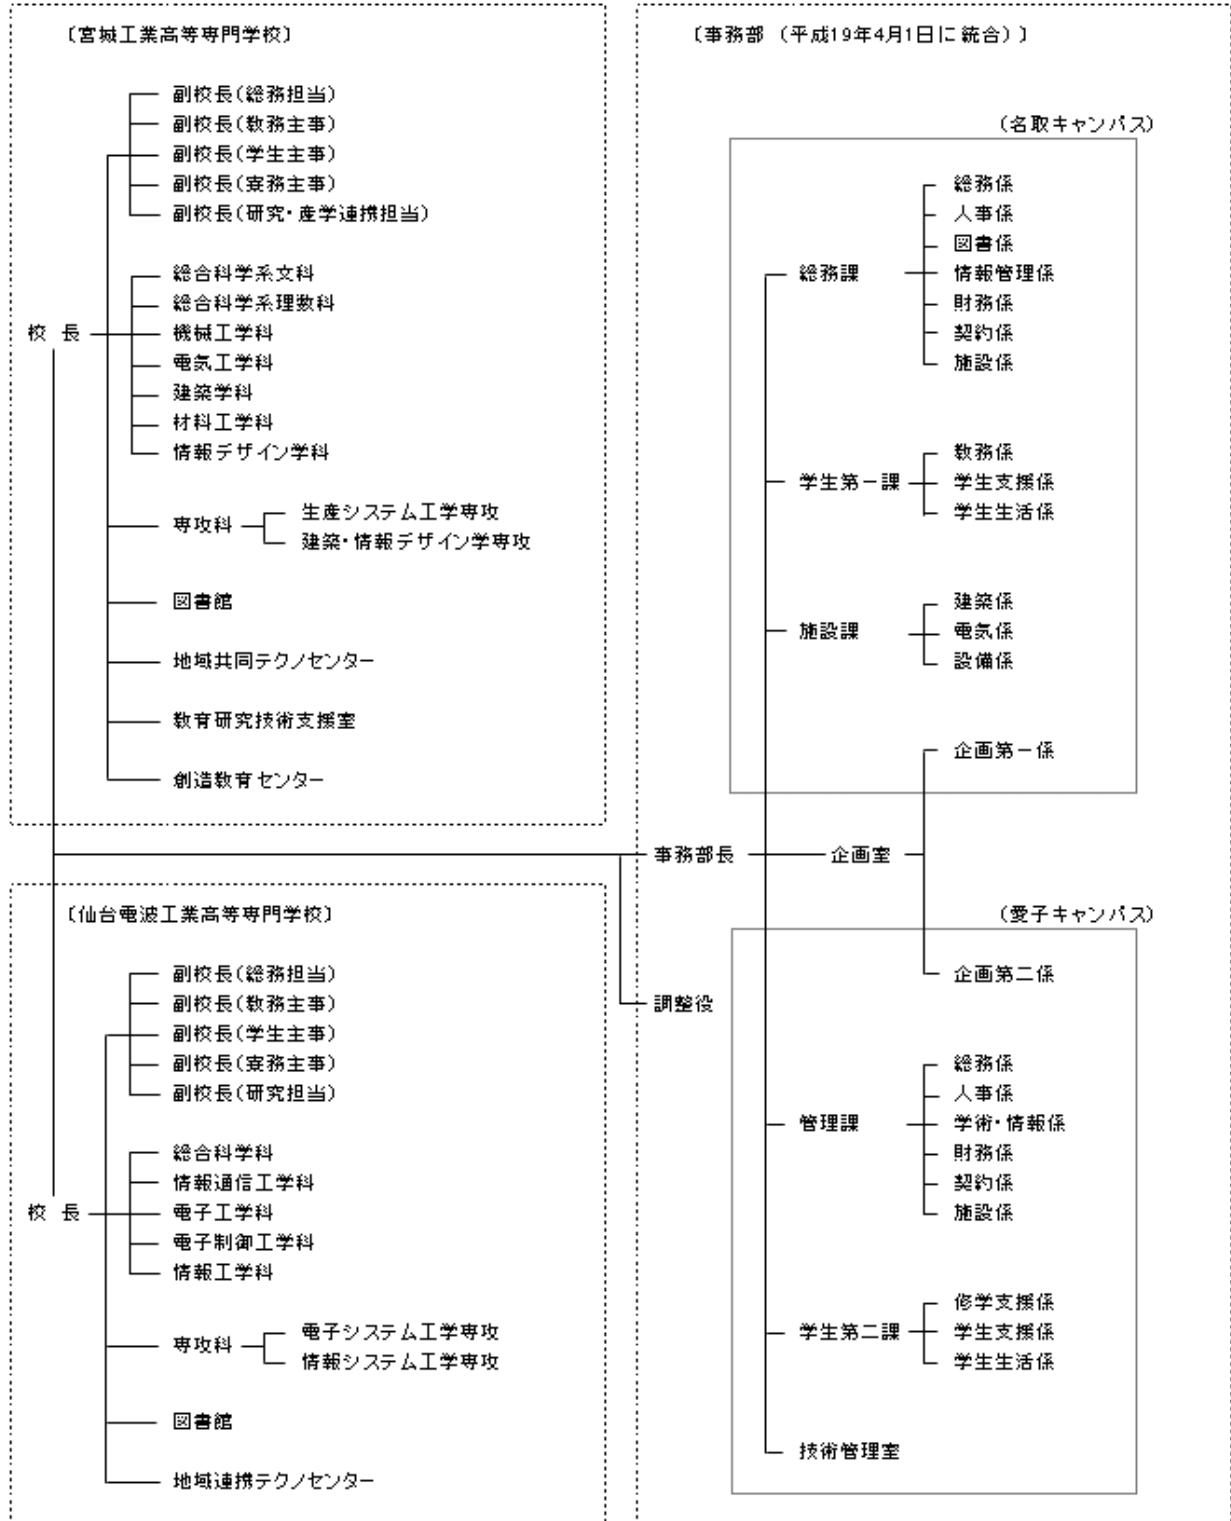 〔宮城工業高等専門学校〕
副校長(総務担当)
副校長(教務主事)
副校長(学生主事)
副校長(寮務主事)
副校長(研究・産学連携担当)
総合科学系文科
総合科学系理数科
校 長
機械工学科
電気工学科
建築学科
材料工学科
情報デザイン学科
専攻科
生産システム工学専攻
建築・情報デザイン学専攻
図書館
地域共同テクノセンター
教育研究技術支援室
創造教育センター
〔仙台電波工業高等専門学校〕
副校長(総務担当)
副校長(教務主事)
副校長(学生主事)
副校長(寮務主事)
副校長(研究担当)
総合科学科
情報通信工学科
校 長
電子工学科
電子制御工学科
情報工学科
専攻科
電子システム工学専攻
情報システム工学専攻
図書館
地域連携テクノセンター
〔事務部 (平成19年4月1日に統合)〕
(名取キャンパス)
総務課
総務係
人事係
図書係
情報管理係
財務係
契約係
施設係
学生第一課
教務係
学生支援係
学生生活係
施設課
建築係
電気係
設備係
企画第一係
事務部長
企画室
(愛子キャンパス)
企画第二係
調整役
管理課
総務係
人事係
学術・情報係
財務係
契約係
施設係
学生第二課
修学支援係
学生支援係
学生生活係
技術管理室